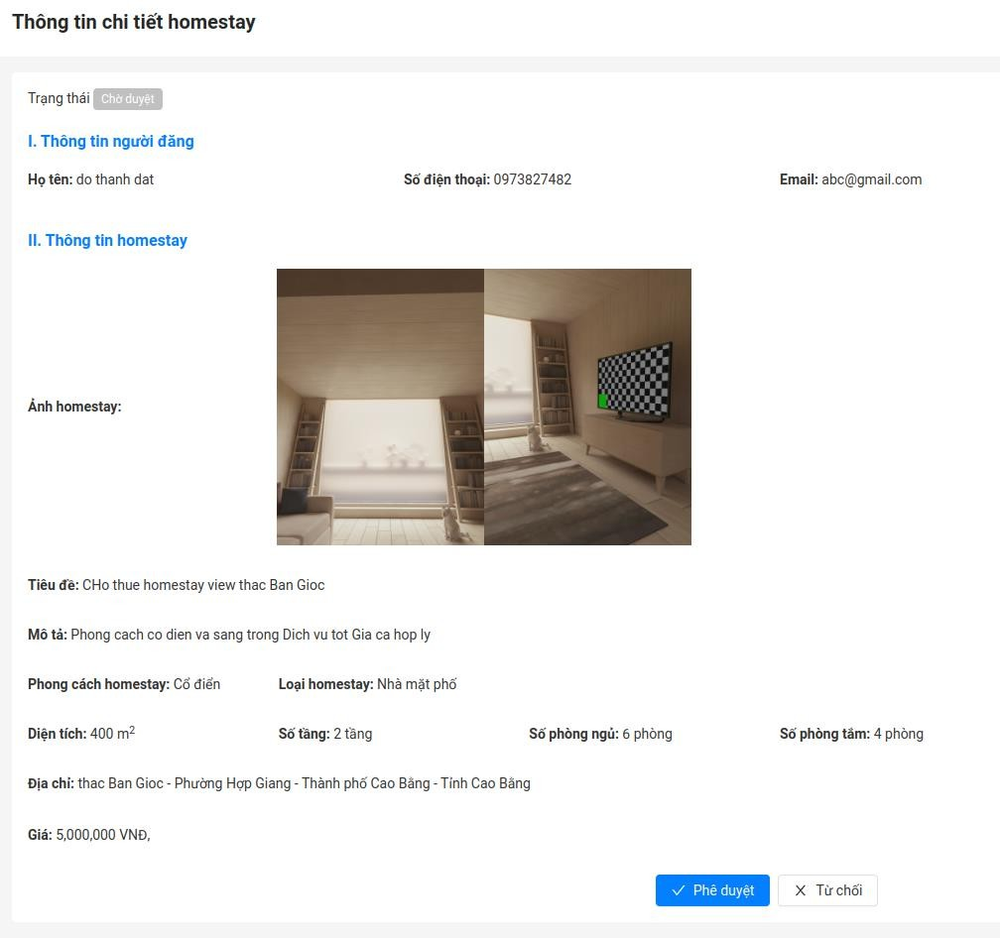 Thông tin chi tiết homestay
Trạng thái Chờ duyệt
I. Thông tin người đăng
Họ tên: do thanh dat Số điện thoại: 0973827482 Email: abc@gmail.com
II. Thông tin homestay
Ảnh homestay:
Tiêu đề: CHo thue homestay view thac Ban Gioc
Mô tả: Phong cach co dien va sang trong Dich vu tot Gia ca hop ly
Phong cách homestay: Cổ điển Loại homestay: Nhà mặt phố
Diện tích: 400 m² Số tầng: 2 tầng Số phòng ngủ: 6 phòng Số phòng tắm: 4 phòng
Địa chỉ: thac Ban Gioc - Phường Hợp Giang - Thành phố Cao Bằng - Tỉnh Cao Bằng
Giá: 5,000,000 VNĐ,
Phê duyệt Từ chối